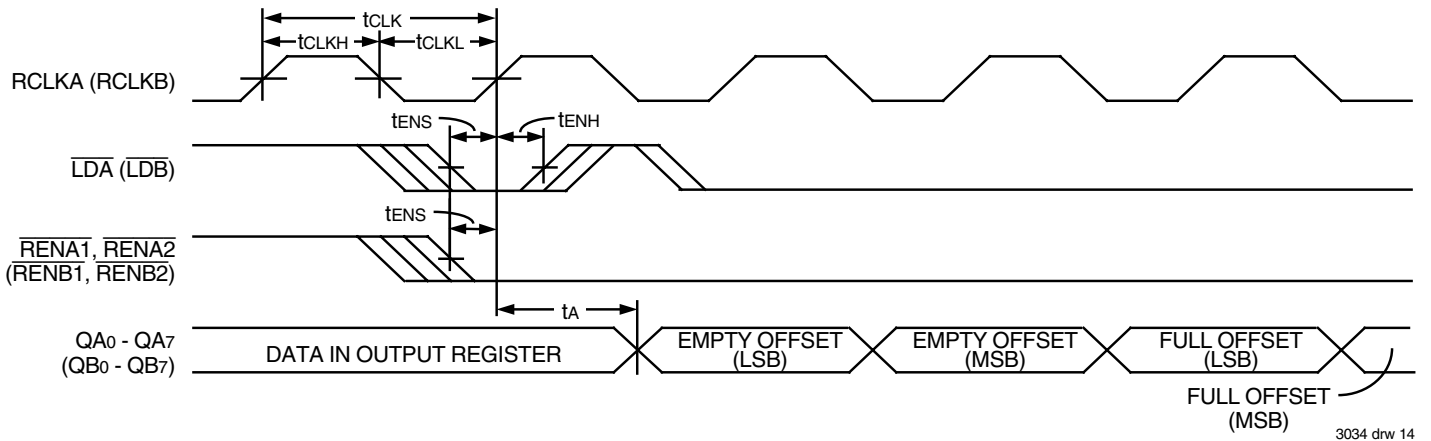 tCLK
tCLKH tCLKL
RCLKA (RCLKB)
tENS tENH
LDA (LDB)
tENS
RENA1, RENA2
(RENB1, RENB2)
tA
QA0 - QA7
(QB0 - QB7)
DATA IN OUTPUT REGISTER
EMPTY OFFSET
(LSB)
EMPTY OFFSET
(MSB)
FULL OFFSET
(LSB)
FULL OFFSET
(MSB)
3034 drw 14